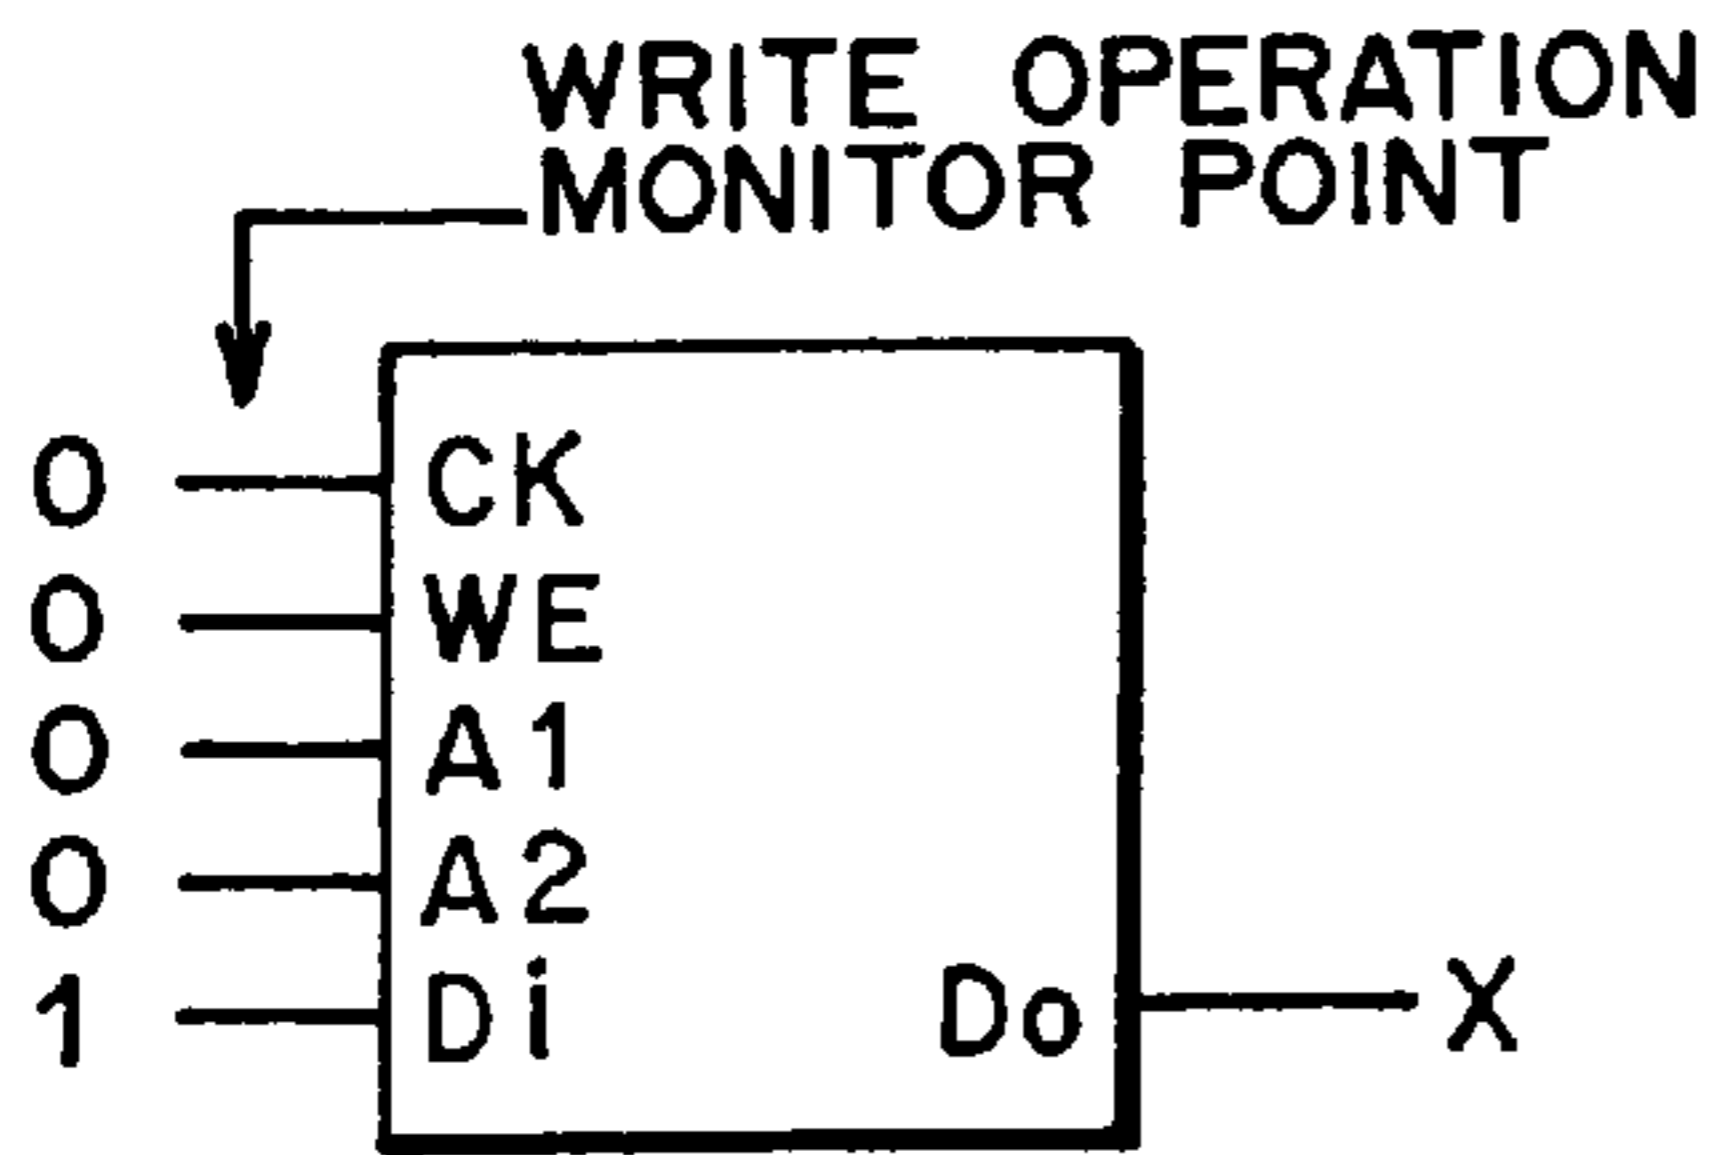 WRITE OPERATION
MONITOR POINT
0 CK
0 WE
0 A1
0 A2
1 Di Do X